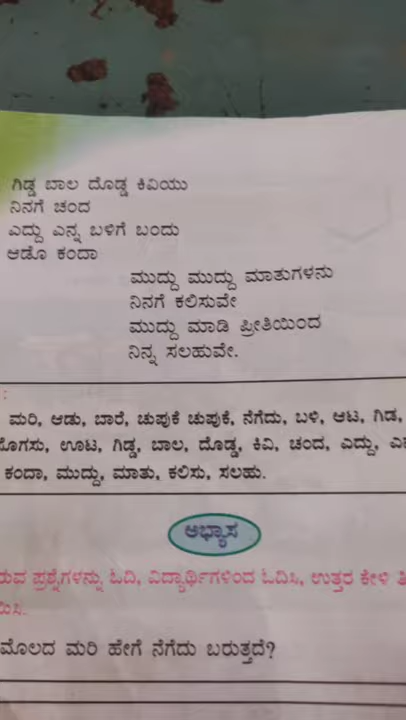 ಗಿಡ್ಡ ಬಾಲ ದೊಡ್ಡ ಕಿವಿಯು
ನಿನಗೆ ಚಂದ
ಎದ್ದು ಎನ್ನ ಬಳಿಗೆ ಬಂದು
ಆಡೊ ಕಂದಾ
ಮುದ್ದು ಮುದ್ದು ಮಾತುಗಳನು
ನಿನಗೆ ಕಲಿಸುವೇ
ಮುದ್ದು ಮಾಡಿ ಪ್ರೀತಿಯಿಂದ
ನಿನ್ನ ಸಲಹುವೇ.
:
ಮರಿ, ಆಡು, ಬಾರೆ, ಚುಪುಕೆ ಚುಪುಕೆ, ನೆಗೆದು, ಬಳಿ, ಆಟ, ಗಿಡ,
ಊಟ, ಗಿಡ್ಡ, ಬಾಲ, ದೊಡ್ಡ, ಕಿವಿ, ಚಂದ, ಎದ್ದು,
ಕಂದಾ, ಮುದ್ದು, ಮಾತು, ಕಲಿಸು, ಸಲಹು.
ಅಭ್ಯಾಸ
ಪ್ರಶ್ನೆಗಳನ್ನು ಓದಿ, ವಿದ್ಯಾರ್ಥಿಗಳಿಂದ ಓದಿಸಿ, ಉತ್ತರ ಕೇಳಿ
ಮೊಲದ ಮರಿ ಹೇಗೆ ನೆಗೆದು ಬರುತ್ತದೆ?